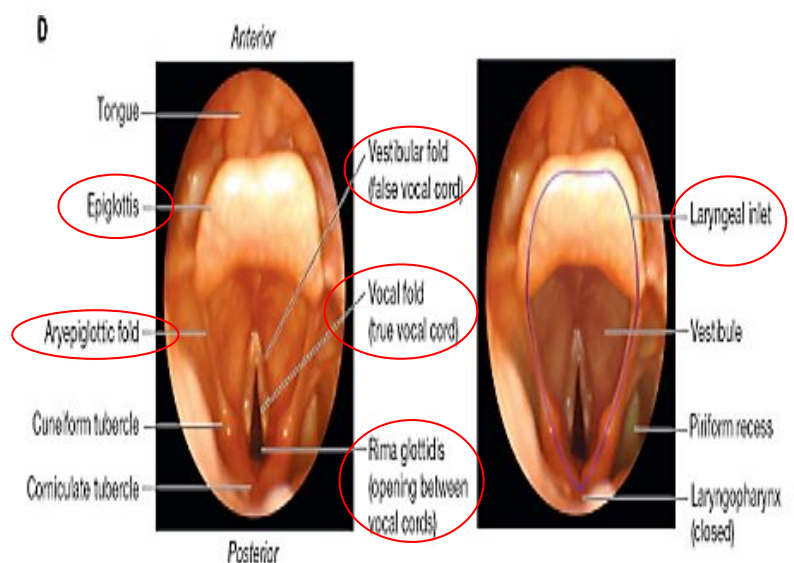 D
Anterior
Tongue
Epiglottis
Aryepiglottic fold
Cuneiform tubercle
Corniculate tubercle
Vestibular fold
(false vocal cord)
Vocal fold
(true vocal cord)
Rima glottidis
(opening between
vocal cords)
Posterior
Laryngeal inlet
Vestibule
Piriform recess
Laryngopharynx
(closed)